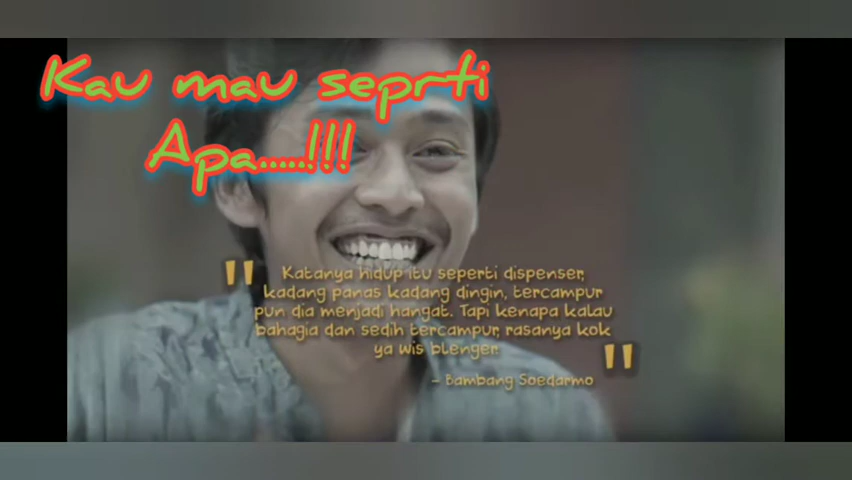 Kau mau seprti
Apa.....!!!
" Katanya hidup itu seperti dispenser,
kadang panas kadang dingin, tercampur
pun dia menjadi hangat. Tapi kenapa kalau
bahagia dan sedih tercampur, rasanya kok
ya wis blenger. "
- Bambang Soedarmo